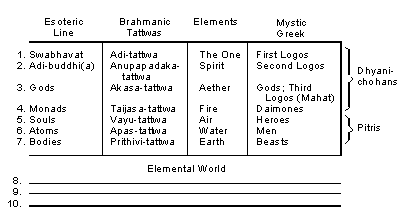 Esoteric Line Brahmanic Tattwas Elements Mystic Greek
1. Swabhavat Adi-tattwa The One First Logos
2. Adi-buddhi(a) Anupapadaka-tattwa Spirit Second Logos
3. Gods Akasa-tattwa Aether Gods; Third Logos (Mahat)
Dhyani-chohans
4. Monads Taijasa-tattwa Fire Daimones
5. Souls Vayu-tattwa Air Heroes
6. Atoms Apas-tattwa Water Men
Pitris
7. Bodies Prithivi-tattwa Earth Beasts
Elemental World
8.
9.
10.